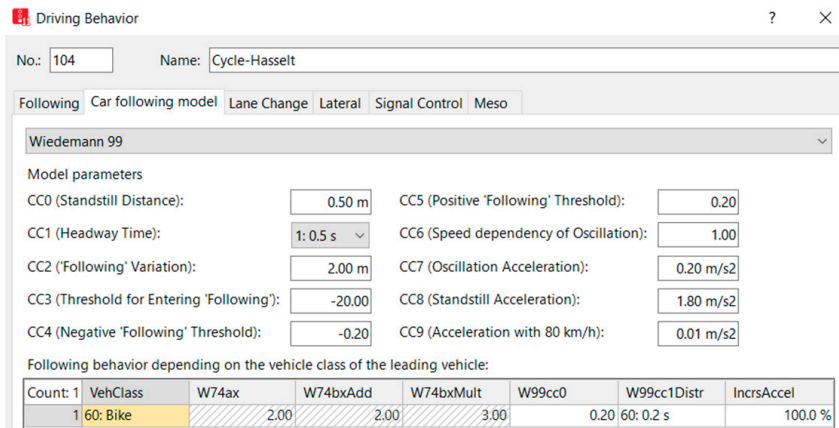 Driving Behavior ? ×
No.: 104 Name: Cycle-Hasselt
Following Car following model Lane Change Lateral Signal Control Meso
Wiedemann 99
Model parameters
CC0 (Standstill Distance): 0.50 m CC5 (Positive 'Following' Threshold): 0.20
CC1 (Headway Time): 1: 0.5 s CC6 (Speed dependency of Oscillation): 1.00
CC2 ('Following' Variation): 2.00 m CC7 (Oscillation Acceleration): 0.20 m/s2
CC3 (Threshold for Entering 'Following'): -20.00 CC8 (Standstill Acceleration): 1.80 m/s2
CC4 (Negative 'Following' Threshold): -0.20 CC9 (Acceleration with 80 km/h): 0.01 m/s2
Following behavior depending on the vehicle class of the leading vehicle:
Count: 1 VehClass W74ax W74bxAdd W74bxMult W99cc0 W99cc1Distr IncrsAccel
1 60: Bike 2.00 2.00 3.00 0.20 60: 0.2 s 100.0 %